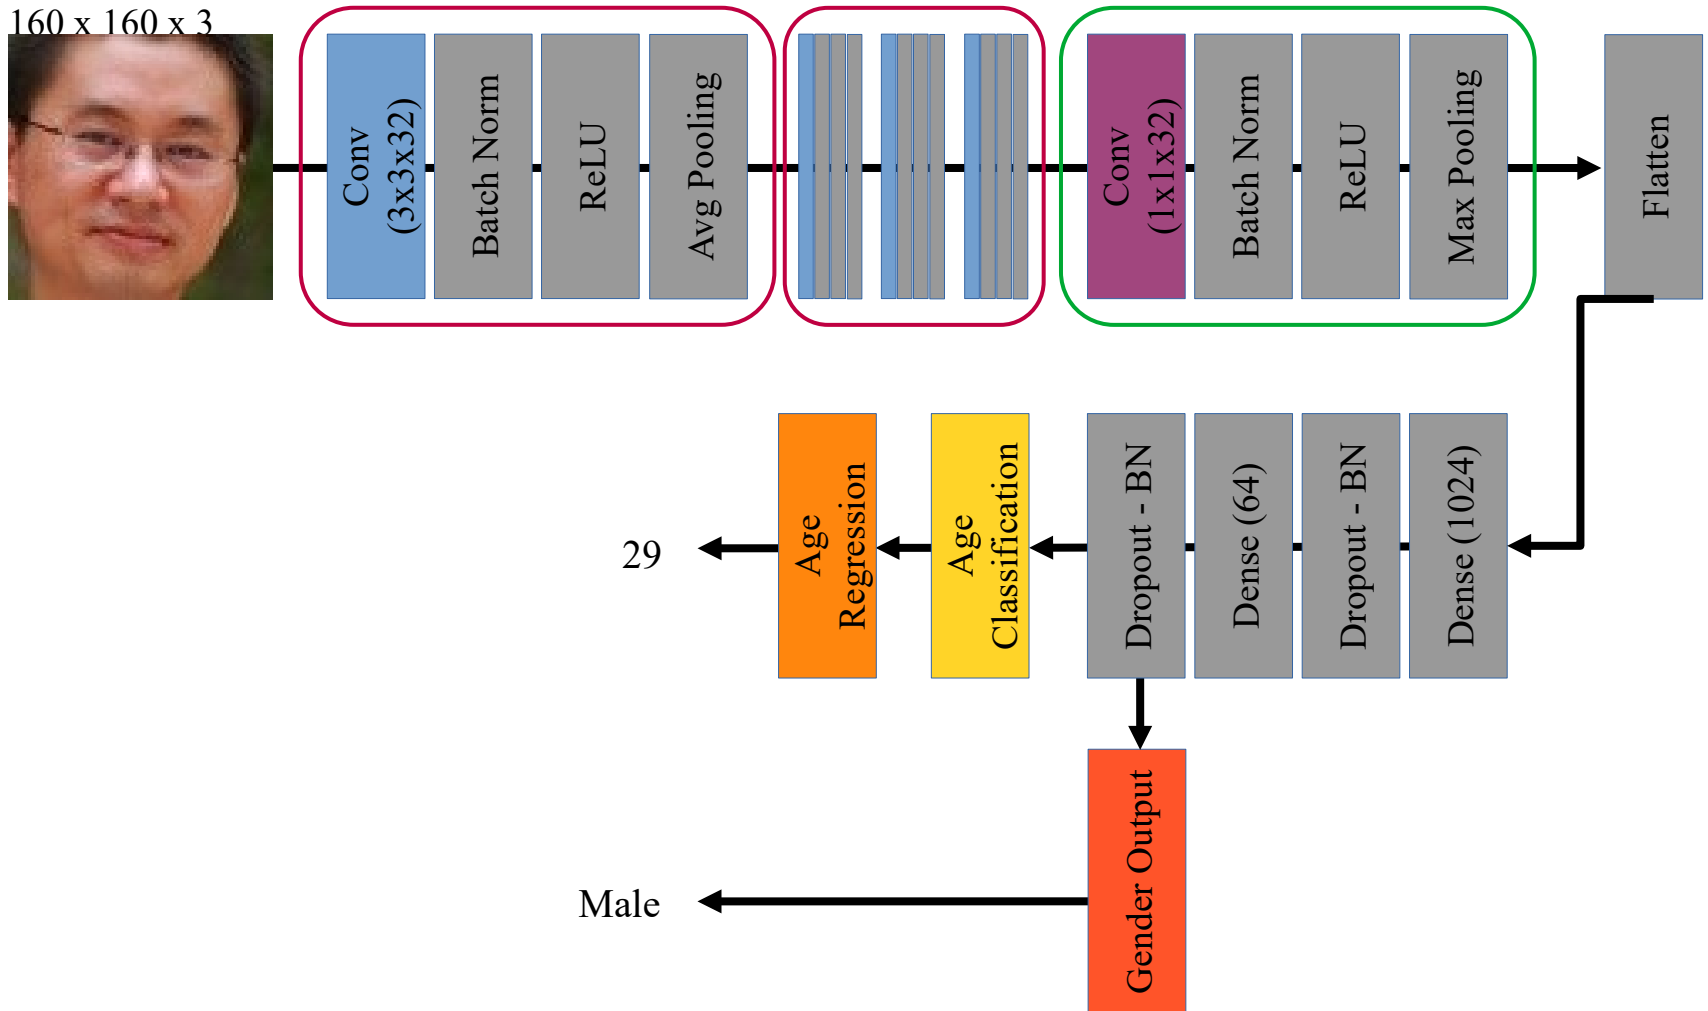 160 x 160 x 3
Conv
(3x3x32)
Batch Norm
ReLU
Avg Pooling
Conv
(1x1x32)
Batch Norm
ReLU
Max Pooling
Flatten
Dense (1024)
Dropout - BN
Dense (64)
Dropout - BN
Age
Classification
Age
Regression
29
Gender Output
Male